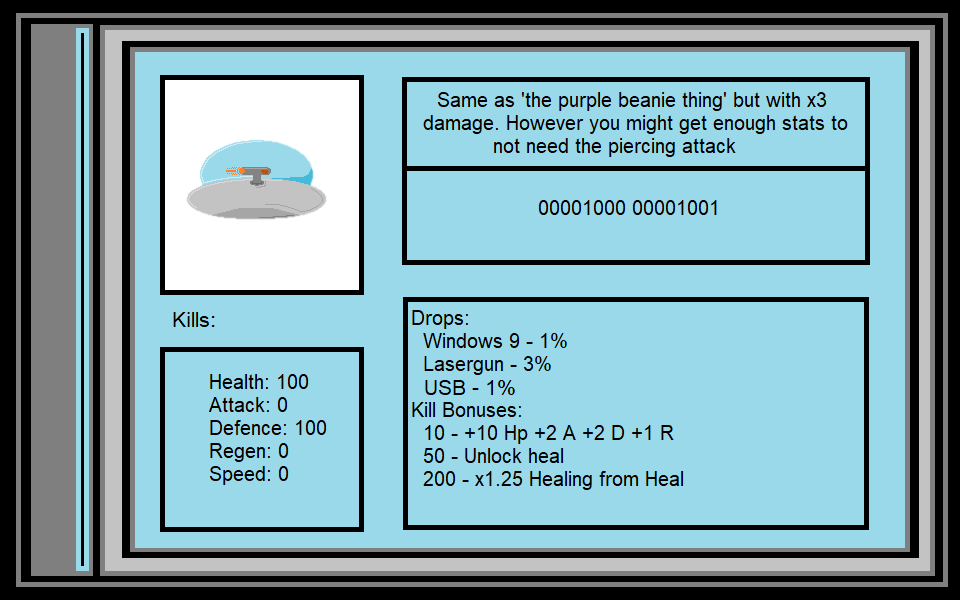 Same as 'the purple beanie thing' but with x3
damage. However you might get enough stats to
not need the piercing attack
00001000 00001001
Kills:
Health: 100
Attack: 0
Defence: 100
Regen: 0
Speed: 0
Drops:
Windows 9 - 1%
Lasergun - 3%
USB - 1%
Kill Bonuses:
10 - +10 Hp +2 A +2 D +1 R
50 - Unlock heal
200 - x1.25 Healing from Heal